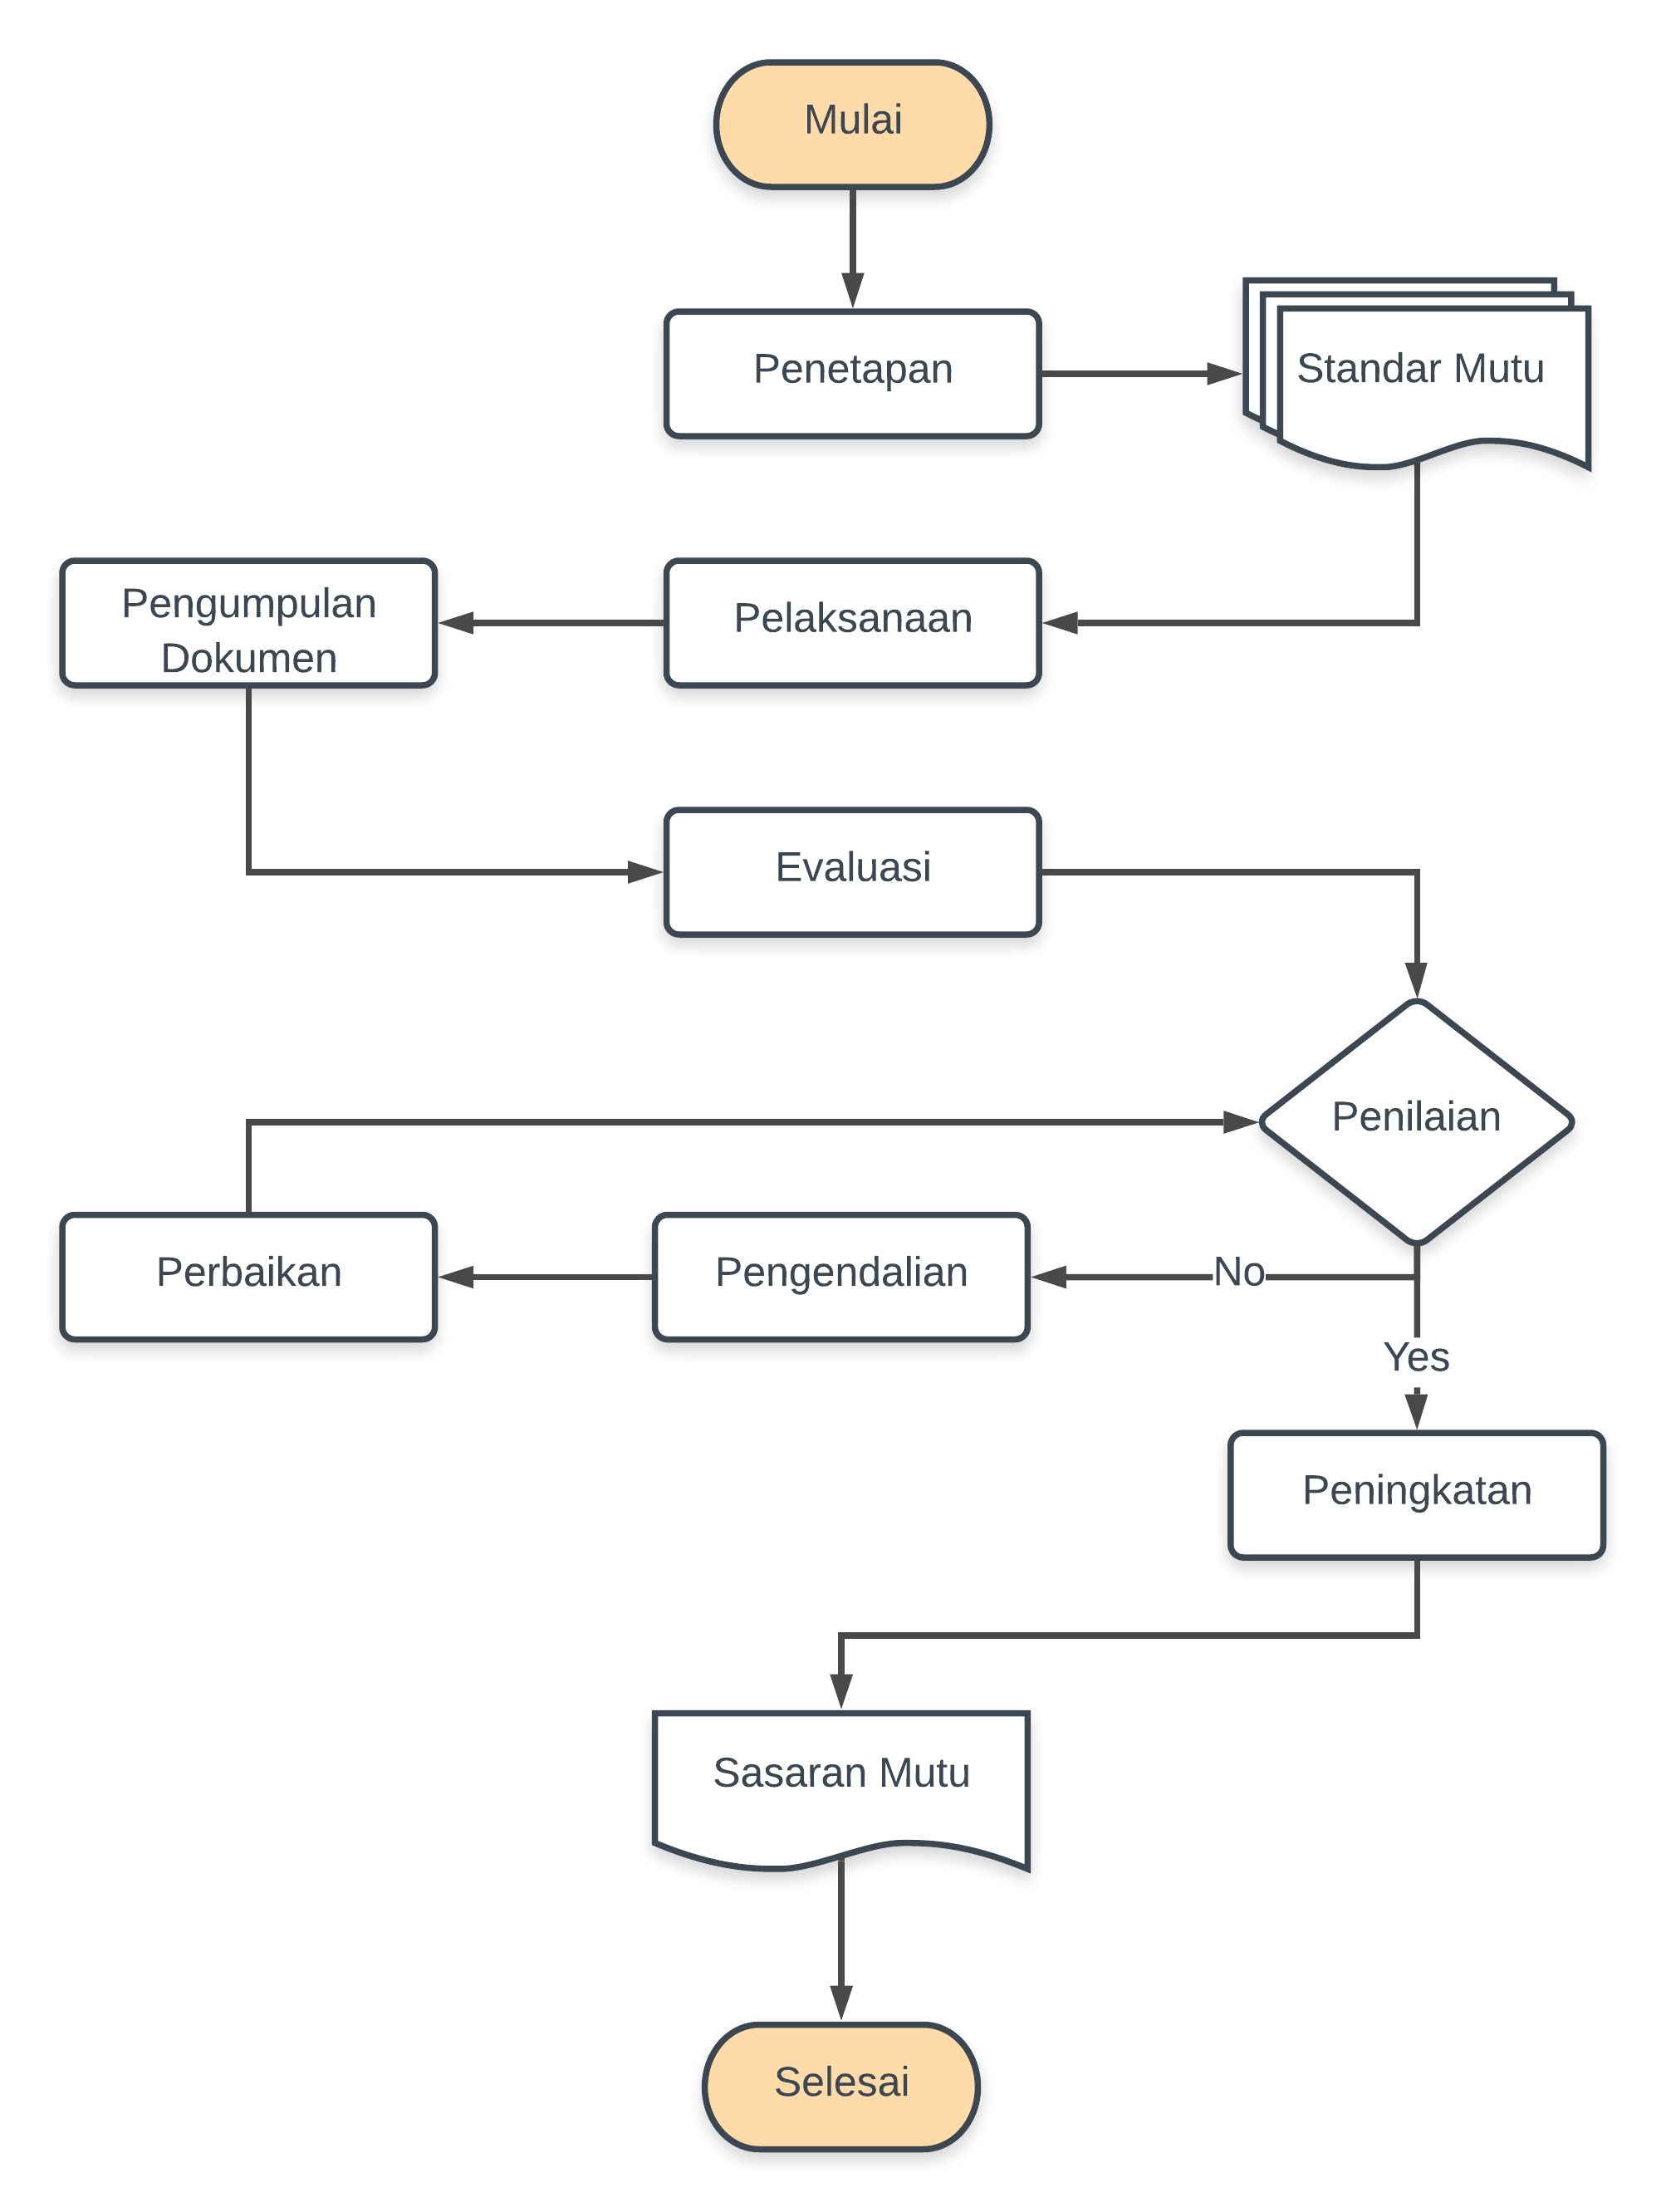 Mulai
Penetapan
Standar Mutu
Pengumpulan
Dokumen
Pelaksanaan
Evaluasi
Penilaian
Perbaikan
Pengendalian
No
Yes
Peningkatan
Sasaran Mutu
Selesai